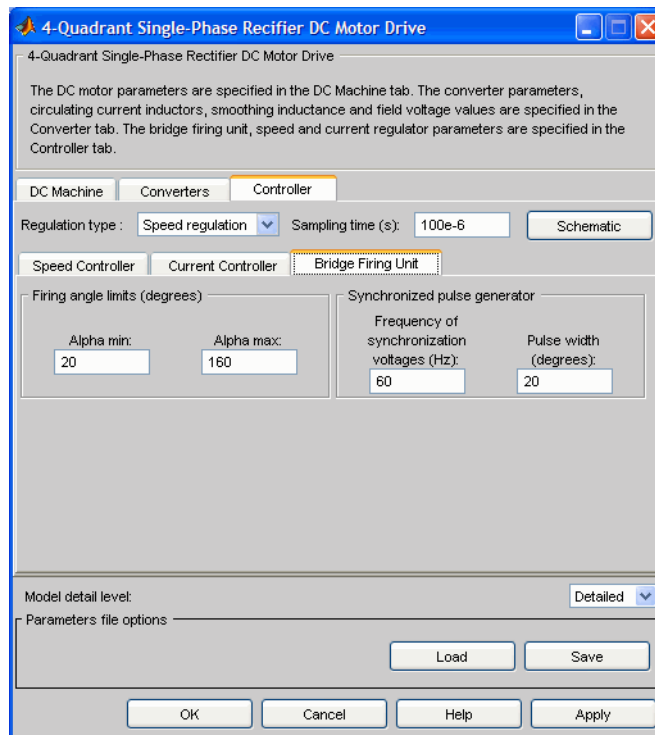 4-Quadrant Single-Phase Rectifier DC Motor Drive
4-Quadrant Single-Phase Rectifier DC Motor Drive
The DC motor parameters are specified in the DC Machine tab. The converter parameters,
circulating current inductors, smoothing inductance and field voltage values are specified in the
Converter tab. The bridge firing unit, speed and current regulator parameters are specified in the
Controller tab.
DC Machine Converters Controller
Regulation type : Speed regulation Sampling time (s): 100e-6 Schematic
Speed Controller Current Controller Bridge Firing Unit
Firing angle limits (degrees)
Alpha min: Alpha max:
20 160
Synchronized pulse generator
Frequency of
synchronization
voltages (Hz):
60
Pulse width
(degrees):
20
Model detail level: Detailed
Parameters file options
Load Save
OK Cancel Help Apply